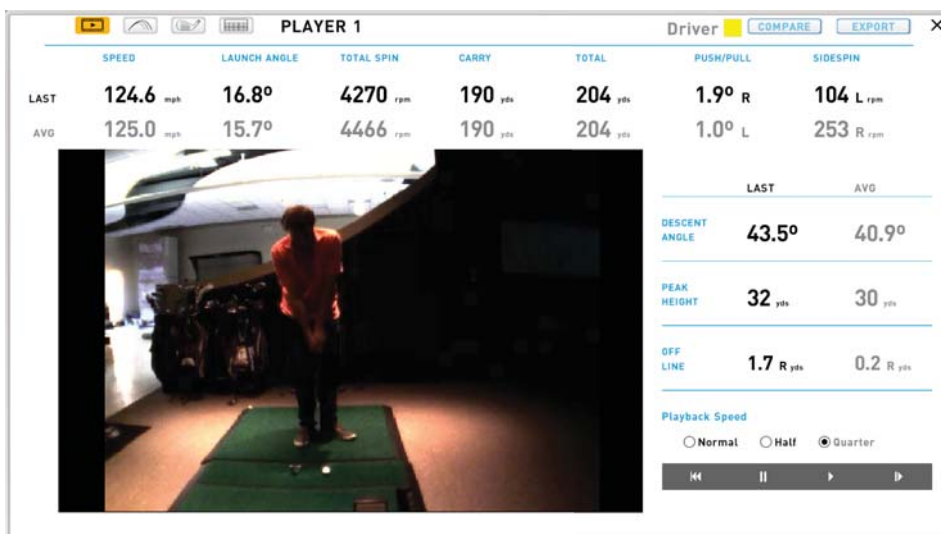 PLAYER 1 Driver COMPARE EXPORT X
SPEED LAUNCH ANGLE TOTAL SPIN CARRY TOTAL PUSH/PULL SIDESPIN
LAST 124.6 mph 16.8º 4270 rpm 190 yds 204 yds 1.9º R 104 L rpm
AVG 125.0 mph 15.7º 4466 rpm 190 yds 204 yds 1.0º L 253 R rpm
LAST AVG
DESCENT
ANGLE 43.5º 40.9º
PEAK
HEIGHT 32 yds 30 yds
OFF
LINE 1.7 R yds 0.2 R yds
Playback Speed
Normal Half Quarter